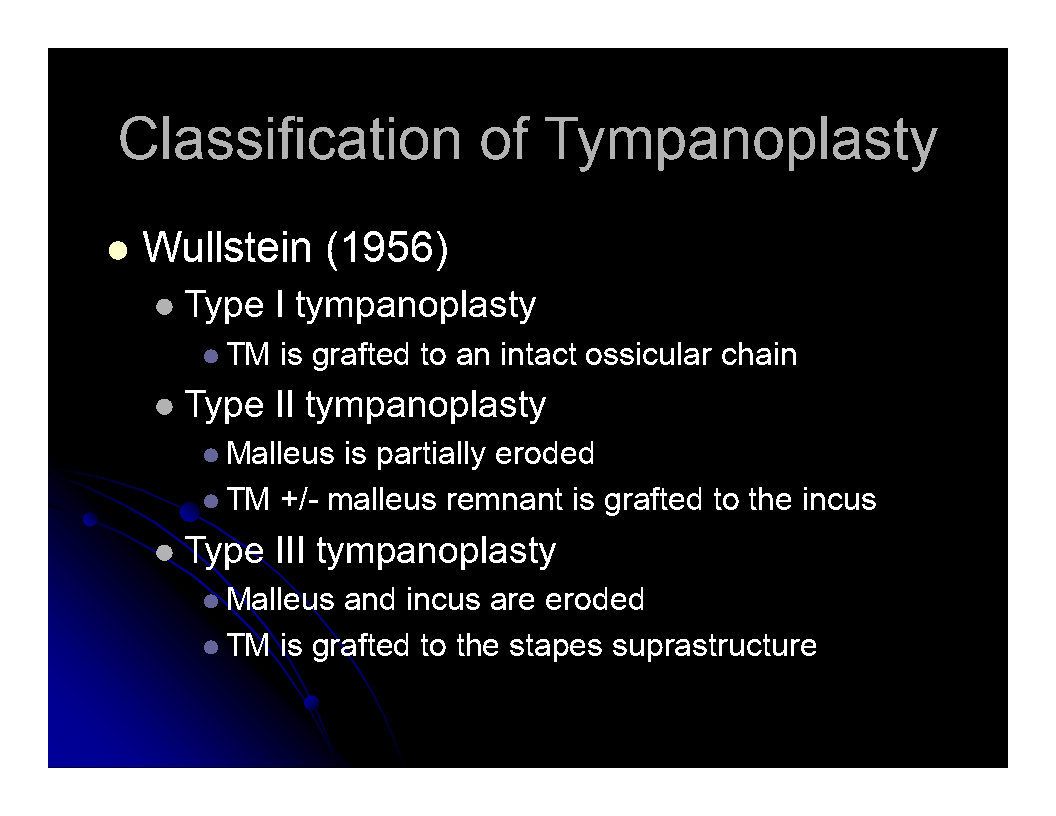 Classification of Tympanoplasty
Wullstein (1956)
Type I tympanoplasty
TM is grafted to an intact ossicular chain
Type II tympanoplasty
Malleus is partially eroded
TM +/- malleus remnant is grafted to the incus
Type III tympanoplasty
Malleus and incus are eroded
TM is grafted to the stapes suprastructure